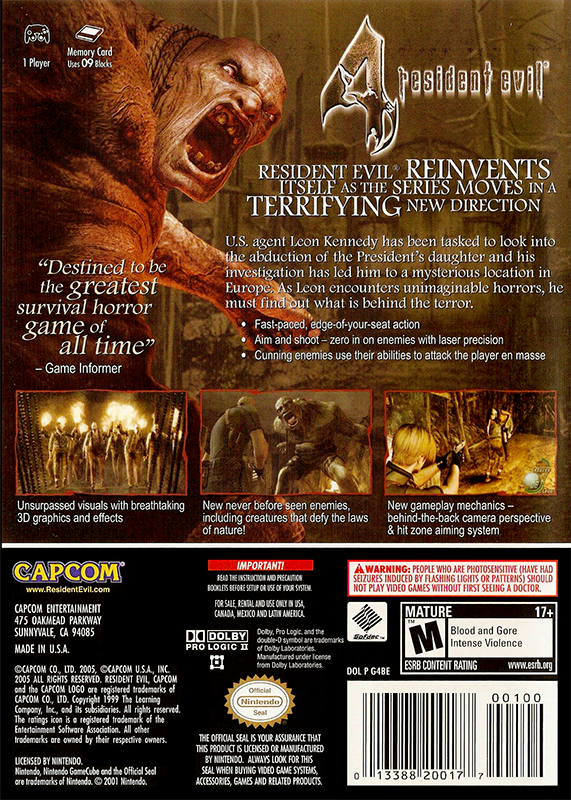 1 Player
Memory Card
Uses 09 Blocks
4 resident evil®
RESIDENT EVIL® REINVENTS
ITSELF AS THE SERIES MOVES IN A
TERRIFYING NEW DIRECTION
U.S. agent Leon Kennedy has been tasked to look into
the abduction of the President's daughter and his
investigation has led him to a mysterious location in
Europe. As Leon encounters unimaginable horrors, he
must find out what is behind the terror.
• Fast-paced, edge-of-your-seat action
• Aim and shoot – zero in on enemies with laser precision
• Cunning enemies use their abilities to attack the player en masse
“Destined to be
the greatest
survival horror
game of
all time”
– Game Informer
Unsurpassed visuals with breathtaking
3D graphics and effects
New never before seen enemies,
including creatures that defy the laws
of nature!
New gameplay mechanics –
behind-the-back camera perspective
& hit zone aiming system
CAPCOM®
www.ResidentEvil.com
CAPCOM ENTERTAINMENT
475 OAKMEAD PARKWAY
SUNNYVALE, CA 94085
MADE IN U.S.A.
©CAPCOM CO., LTD. 2005, ©CAPCOM U.S.A., INC.
2005 ALL RIGHTS RESERVED. RESIDENT EVIL, CAPCOM
and the CAPCOM LOGO are registered trademarks of
CAPCOM CO., LTD. Copyright 1999 The Learning
Company, Inc., and its subsidiaries. All rights reserved.
The ratings icon is a registered trademark of the
Entertainment Software Association. All other
trademarks are owned by their respective owners.
LICENSED BY NINTENDO.
Nintendo, Nintendo GameCube and the Official Seal
are trademarks of Nintendo. © 2001 Nintendo.
IMPORTANT!
READ THE INSTRUCTION AND PRECAUTION
BOOKLETS BEFORE SETUP OR USE OF YOUR SYSTEM.
FOR SALE, RENTAL AND USE ONLY IN USA,
CANADA, MEXICO AND LATIN AMERICA.
DOLBY
PRO LOGIC II
Dolby, Pro Logic, and the
double-D symbol are trademarks
of Dolby Laboratories.
Manufactured under license
from Dolby Laboratories.
Official
Nintendo
Seal
THE OFFICIAL SEAL IS YOUR ASSURANCE THAT
THIS PRODUCT IS LICENSED OR MANUFACTURED
BY NINTENDO. ALWAYS LOOK FOR THIS
SEAL WHEN BUYING VIDEO GAME SYSTEMS,
ACCESSORIES, GAMES AND RELATED PRODUCTS.
WARNING: PEOPLE WHO ARE PHOTOSENSITIVE (HAVE HAD
SEIZURES INDUCED BY FLASHING LIGHTS OR PATTERNS) SHOULD
NOT PLAY VIDEO GAMES WITHOUT FIRST SEEING A DOCTOR.
Sofdec™
DOL P G4BE
MATURE 17+
M
Blood and Gore
Intense Violence
ESRB CONTENT RATING www.esrb.org
00100
0 13388 20017 7